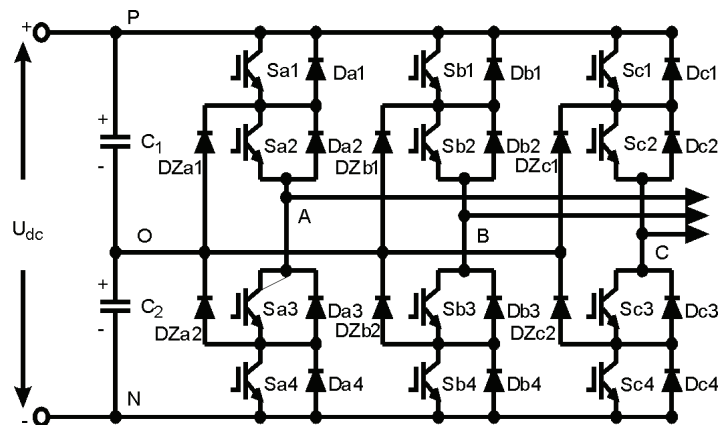 + P
Sa1 Da1 Sb1 Db1 Sc1 Dc1
+ C1 - Sa2 Da2 Sb2 Db2 Sc2 Dc2
DZa1 DZb1 DZc1
A
Udc O B C
+ C2 - Sa3 Da3 Sb3 Db3 Sc3 Dc3
DZa2 DZb2 DZc2
Sa4 Da4 Sb4 Db4 Sc4 Dc4
- N